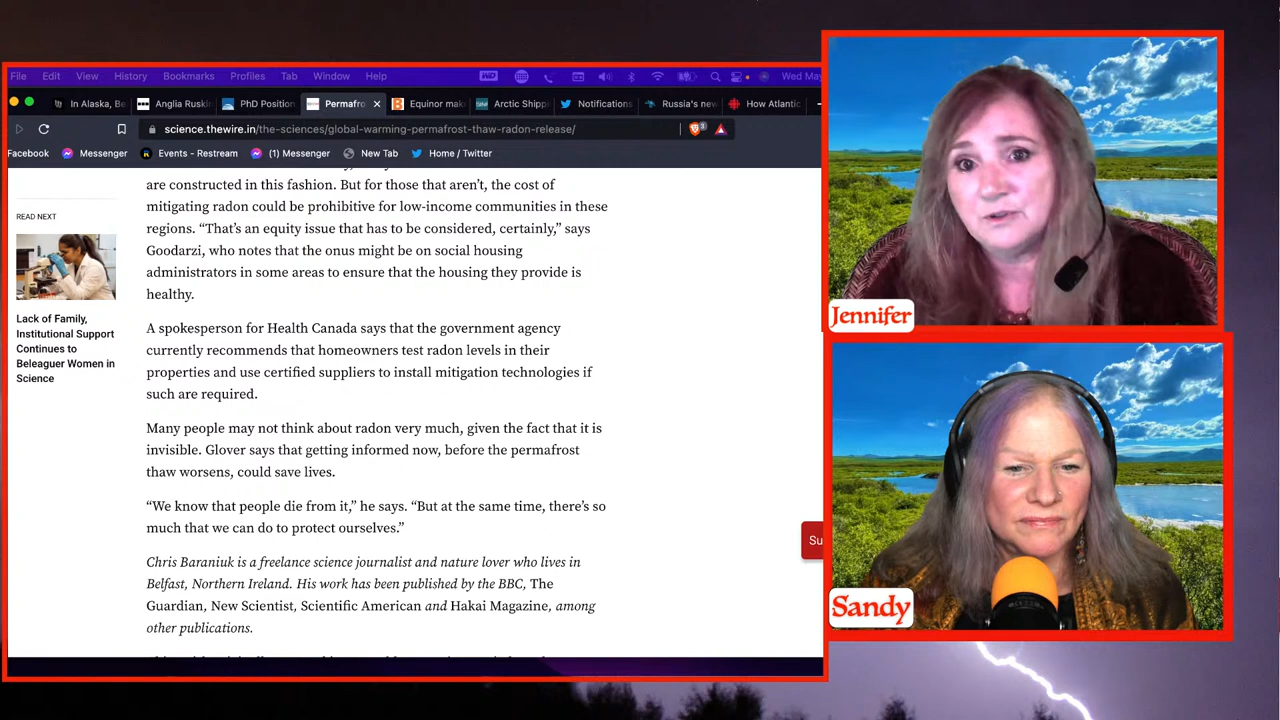 File Edit View History Bookmarks Profiles Tab Window Help Wed May
In Alaska, Be Anglia Ruskin PhD Position Permafro × Equinor mak Arctic Shippi Notifications Russia's new How Atlantic
science.thewire.in/the-sciences/global-warming-permafrost-thaw-radon-release/
Facebook Messenger Events - Restream (1) Messenger New Tab Home / Twitter
are constructed in this fashion. But for those that aren't, the cost of
mitigating radon could be prohibitive for low-income communities in these
regions. “That's an equity issue that has to be considered, certainly,” says
Goodarzi, who notes that the onus might be on social housing
administrators in some areas to ensure that the housing they provide is
healthy.
A spokesperson for Health Canada says that the government agency
currently recommends that homeowners test radon levels in their
properties and use certified suppliers to install mitigation technologies if
such are required.
Many people may not think about radon very much, given the fact that it is
invisible. Glover says that getting informed now, before the permafrost
thaw worsens, could save lives.
“We know that people die from it,” he says. “But at the same time, there's so
much that we can do to protect ourselves.”
Chris Baraniuk is a freelance science journalist and nature lover who lives in
Belfast, Northern Ireland. His work has been published by the BBC, The
Guardian, New Scientist, Scientific American and Hakai Magazine, among
other publications.
READ NEXT
Lack of Family,
Institutional Support
Continues to
Beleaguer Women in
Science
Su
Jennifer
Sandy